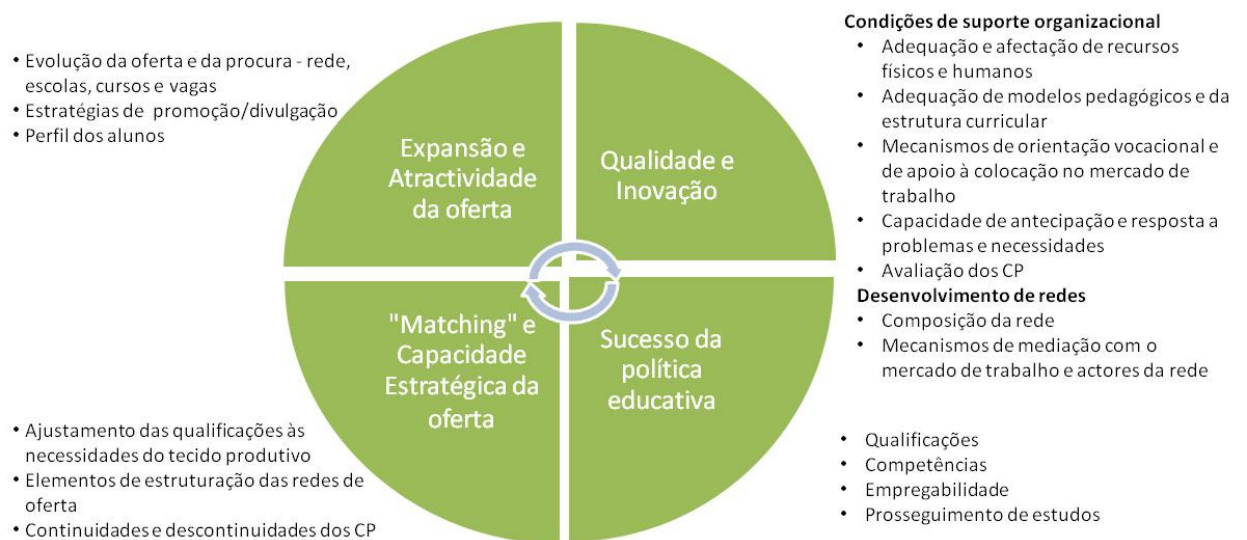 • Evolução da oferta e da procura - rede,
escolas, cursos e vagas
• Estratégias de promoção/divulgação
• Perfil dos alunos
Expansão e
Atractividade
da oferta
Qualidade e
Inovação
Condições de suporte organizacional
• Adequação e afectação de recursos
físicos e humanos
• Adequação de modelos pedagógicos e da
estrutura curricular
• Mecanismos de orientação vocacional e
de apoio à colocação no mercado de
trabalho
• Capacidade de antecipação e resposta a
problemas e necessidades
• Avaliação dos CP
Desenvolvimento de redes
• Composição da rede
• Mecanismos de mediação com o
mercado de trabalho e actores da rede
"Matching" e
Capacidade
Estratégica da
oferta
Sucesso da
política
educativa
• Ajustamento das qualificações às
necessidades do tecido produtivo
• Elementos de estruturação das redes de
oferta
• Continuidades e descontinuidades dos CP
• Qualificações
• Competências
• Empregabilidade
• Prosseguimento de estudos